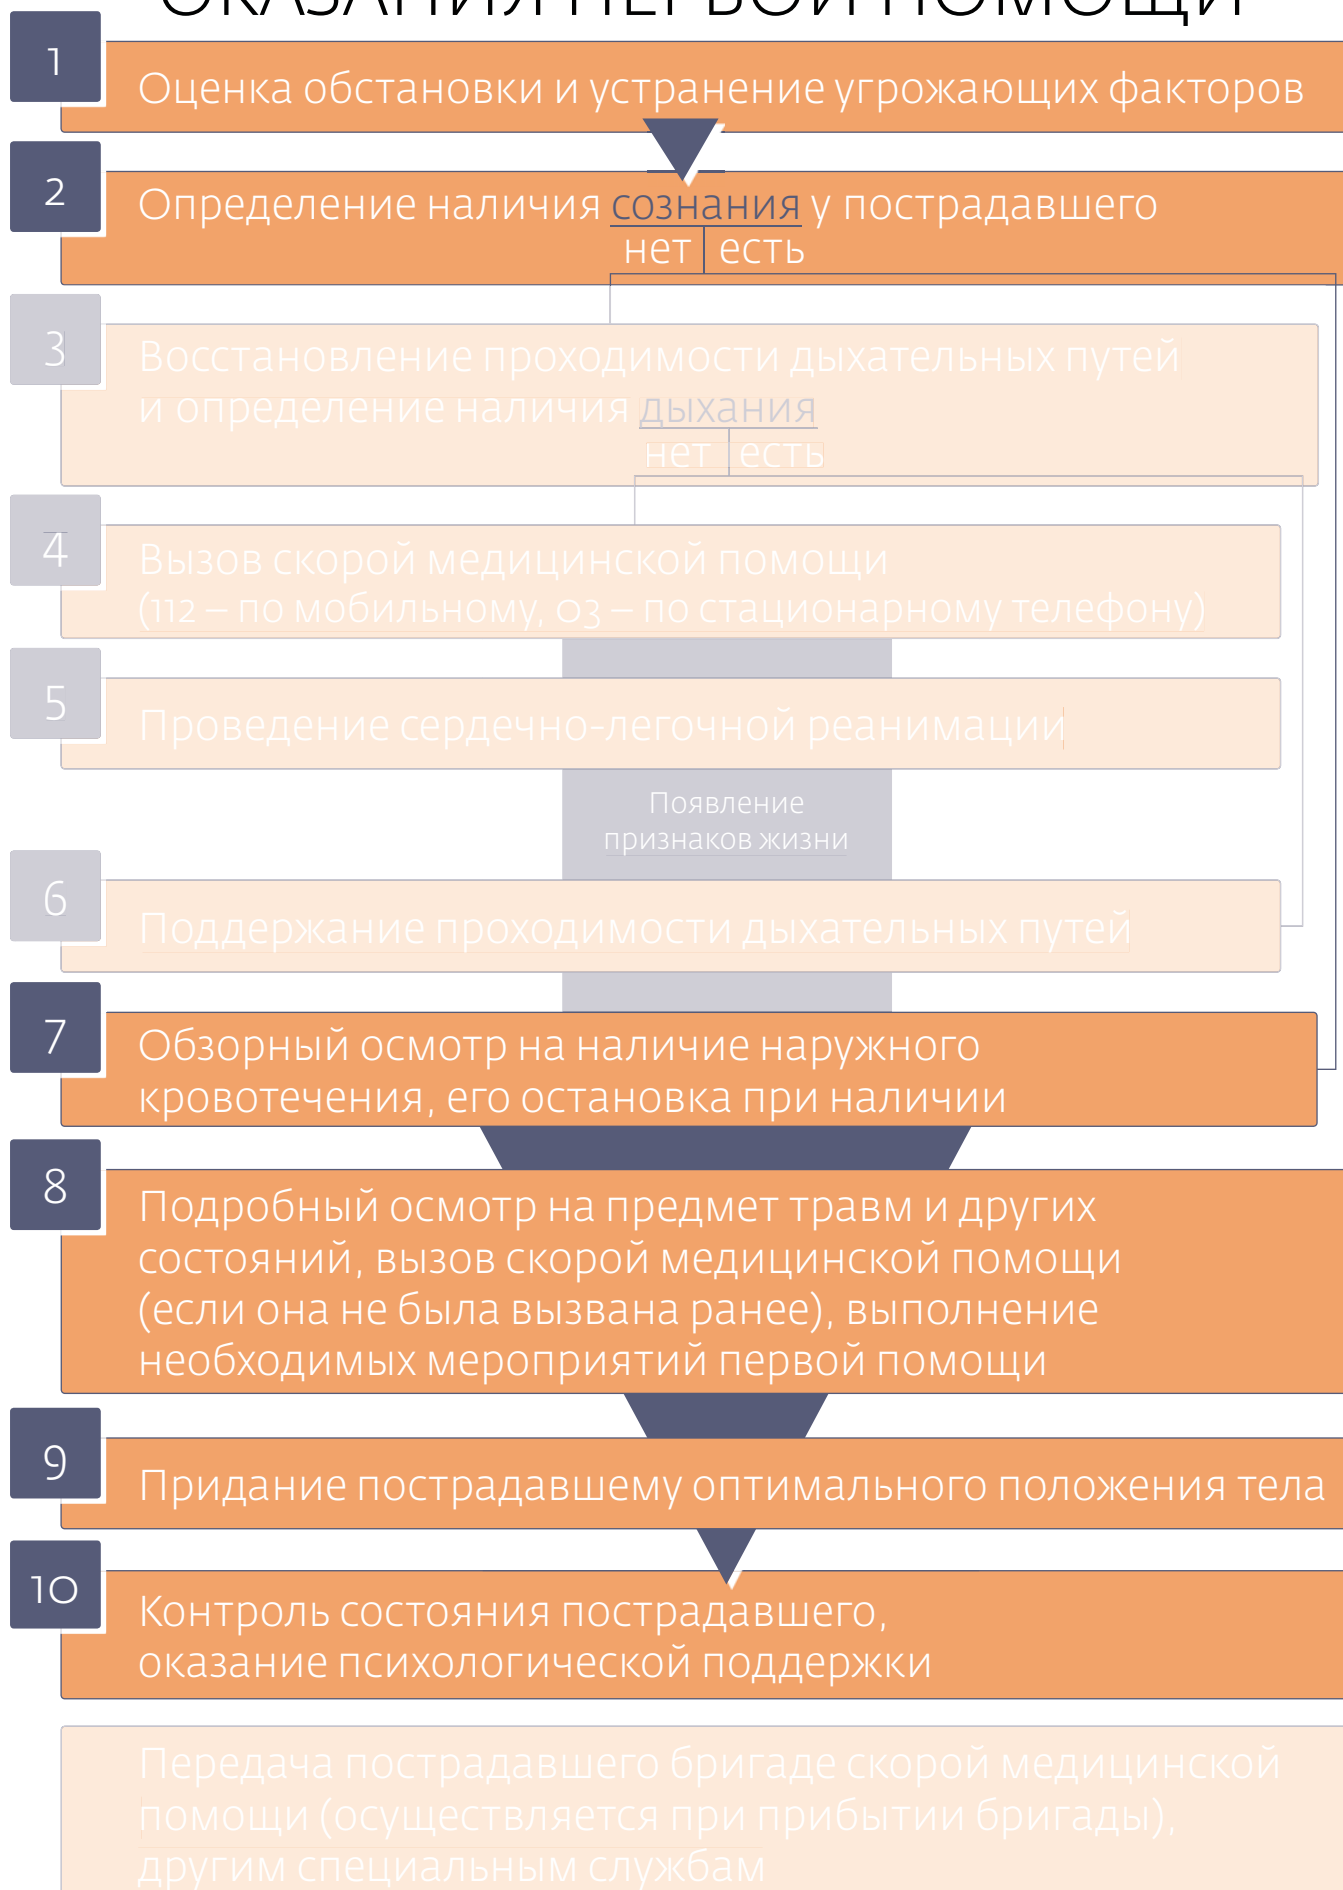 ОКАЗАНИЯ ПЕРВОЙ ПОМОЩИ
1
Оценка обстановки и устранение угрожающих факторов
2
Определение наличия сознания у пострадавшего
нет есть
3
Восстановление проходимости дыхательных путей
и определение наличия дыхания
нет есть
4
Вызов скорой медицинской помощи
(112 – по мобильному, 03 – по стационарному телефону)
5
Проведение сердечно-легочной реанимации
Появление
признаков жизни
6
Поддержание проходимости дыхательных путей
7
Обзорный осмотр на наличие наружного
кровотечения, его остановка при наличии
8
Подробный осмотр на предмет травм и других
состояний, вызов скорой медицинской помощи
(если она не была вызвана ранее), выполнение
необходимых мероприятий первой помощи
9
Придание пострадавшему оптимального положения тела
10
Контроль состояния пострадавшего,
оказание психологической поддержки
Передача пострадавшего бригаде скорой медицинской
помощи (осуществляется при прибытии бригады),
другим специальным службам